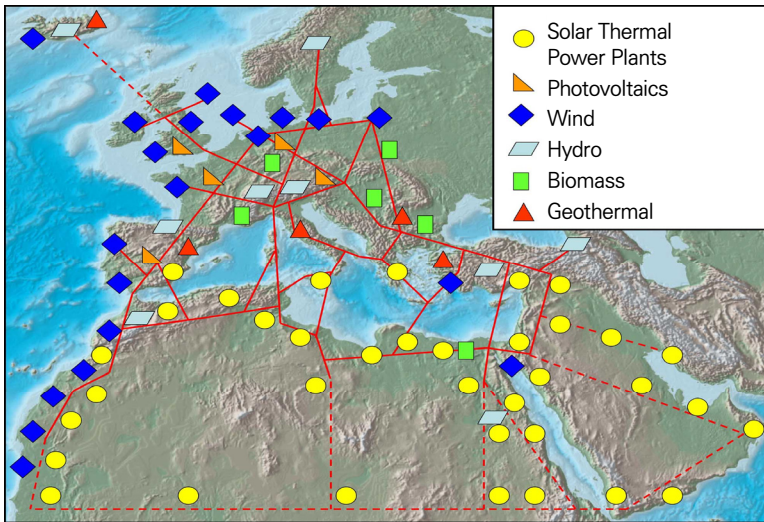 Solar Thermal
Power Plants
Photovoltaics
Wind
Hydro
Biomass
Geothermal